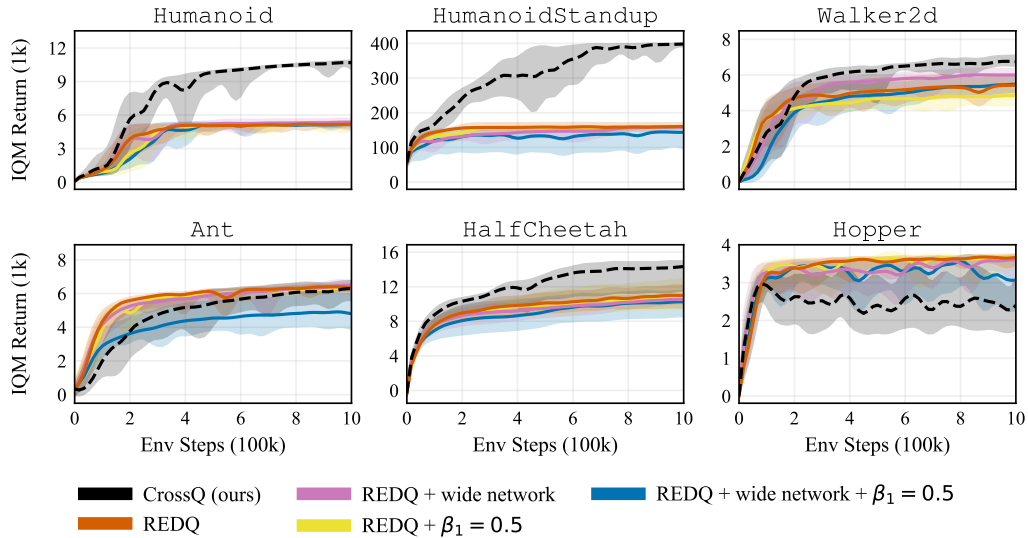 Humanoid
HumanoidStandup
Walker2d
IQM Return (1k)
12
9
6
3
0
400
300
200
100
8
6
4
2
0
Ant
HalfCheetah
Hopper
IQM Return (1k)
8
6
4
2
0
16
12
8
4
0
4
3
2
1
0
0 2 4 6 8 10
0 2 4 6 8 10
0 2 4 6 8 10
Env Steps (100k)
Env Steps (100k)
Env Steps (100k)
CrossQ (ours)
REDQ + wide network
REDQ + wide network + β₁ = 0.5
REDQ
REDQ + β₁ = 0.5